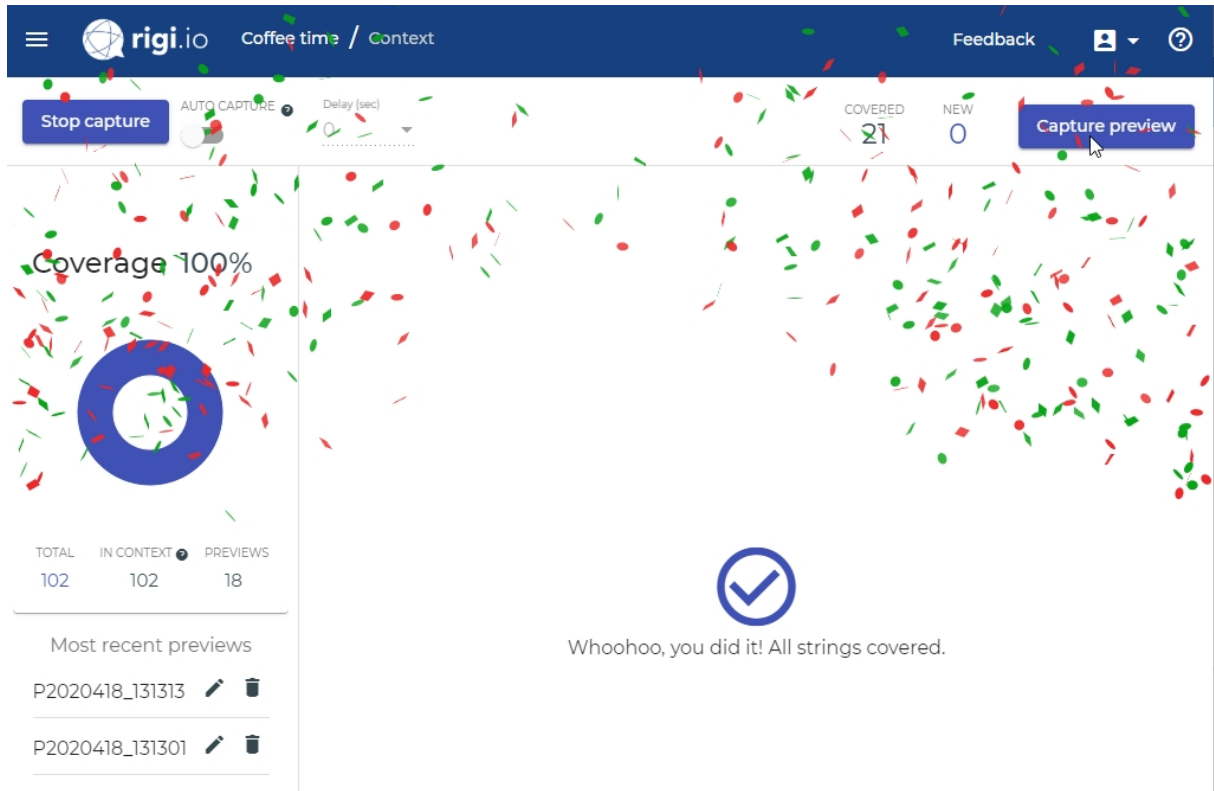 rigi.io Coffee time / Context Feedback
Stop capture AUTO CAPTURE Delay (sec) 0 COVERED 21 NEW 0 Capture preview
Coverage 100%
TOTAL IN CONTEXT PREVIEWS
102 102 18
Most recent previews
P2020418_131313
P2020418_131301
Whoohoo, you did it! All strings covered.